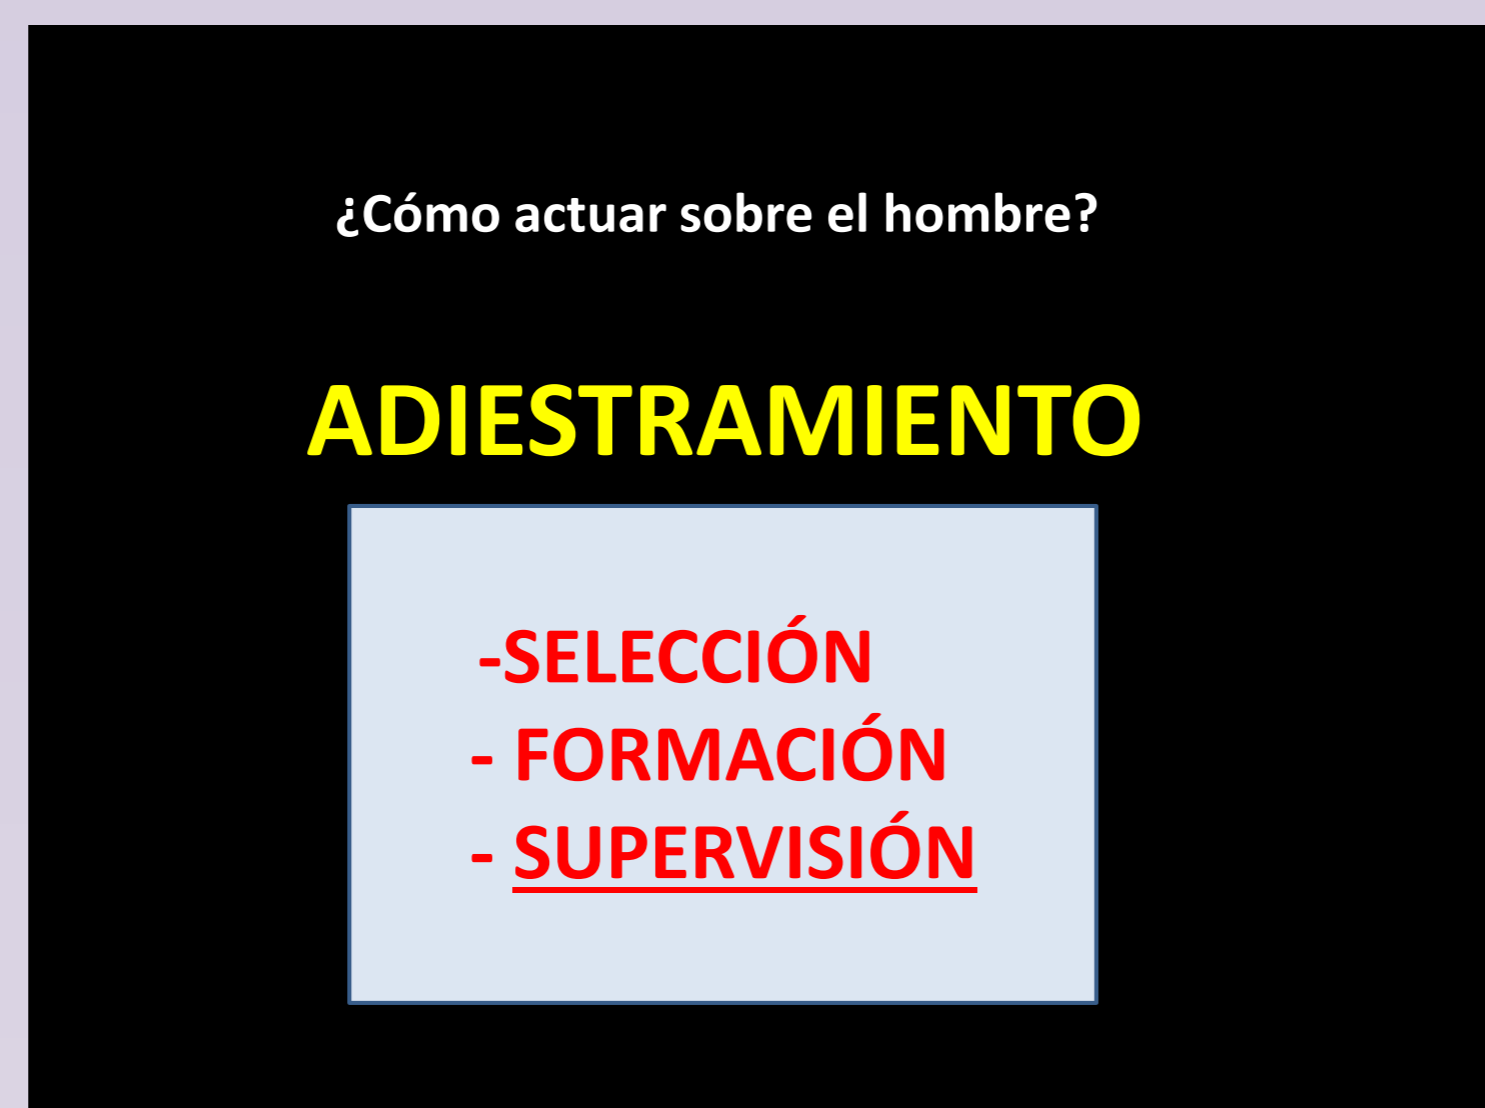 ¿Cómo actuar sobre el hombre?
ADIESTRAMIENTO
-SELECCIÓN
- FORMACIÓN
- SUPERVISIÓN